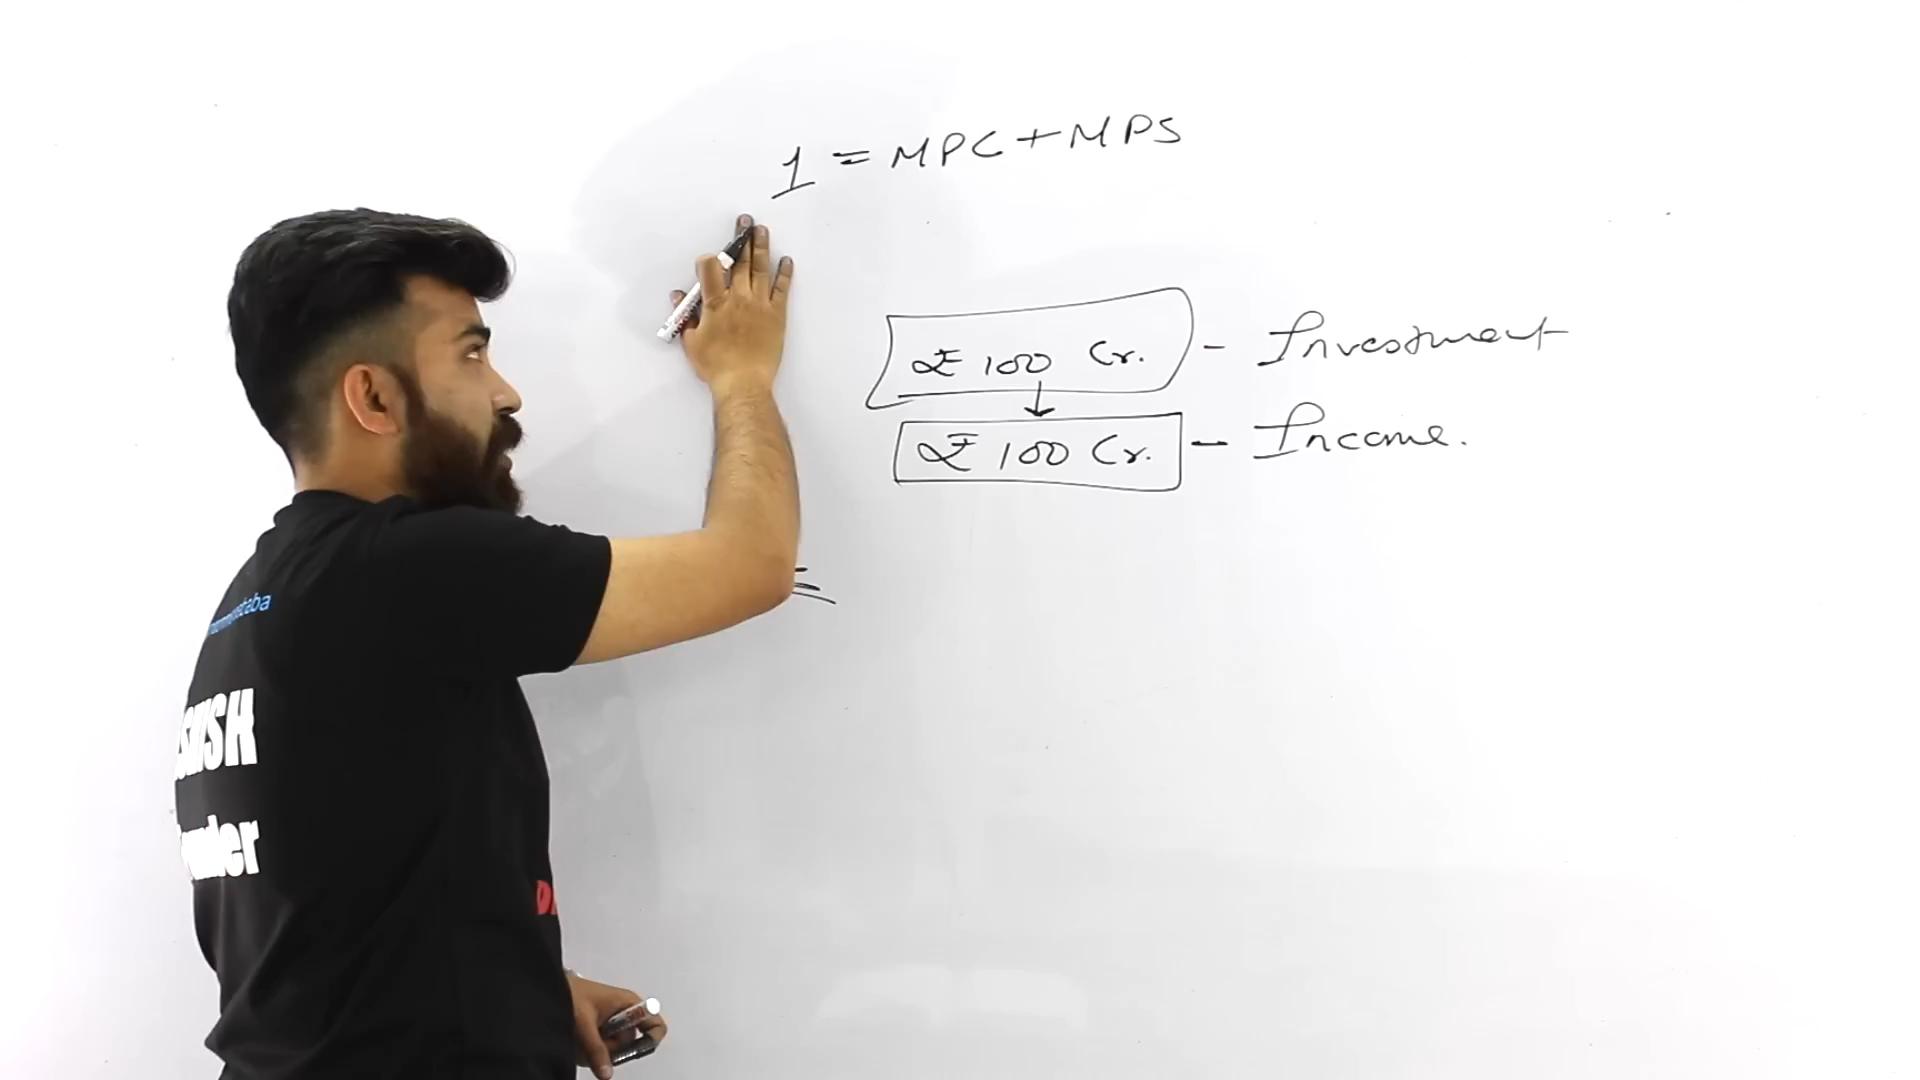 1 = MPC + MPS
₹ 100 Cr. - Investment
₹ 100 Cr. - Income.